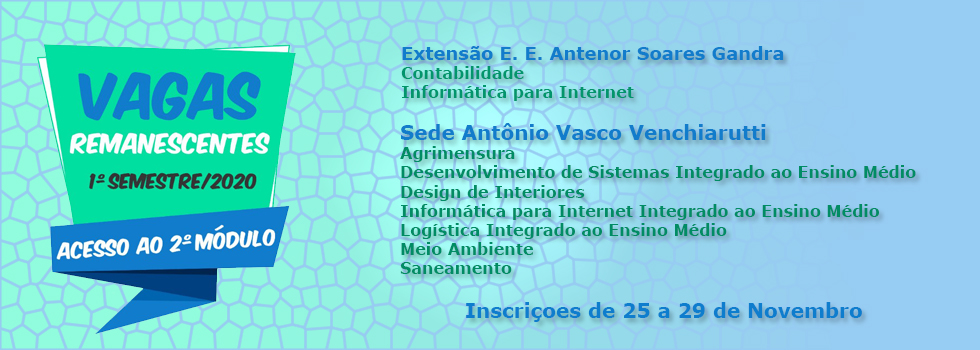 VAGAS
REMANESCENTES
1º SEMESTRE/2020
ACESSO AO 2º MÓDULO
Extensão E. E. Antenor Soares Gandra
Contabilidade
Informática para Internet
Sede Antônio Vasco Venchiarutti
Agrimensura
Desenvolvimento de Sistemas Integrado ao Ensino Médio
Design de Interiores
Informática para Internet Integrado ao Ensino Médio
Logística Integrado ao Ensino Médio
Meio Ambiente
Saneamento
Inscriçoes de 25 a 29 de Novembro